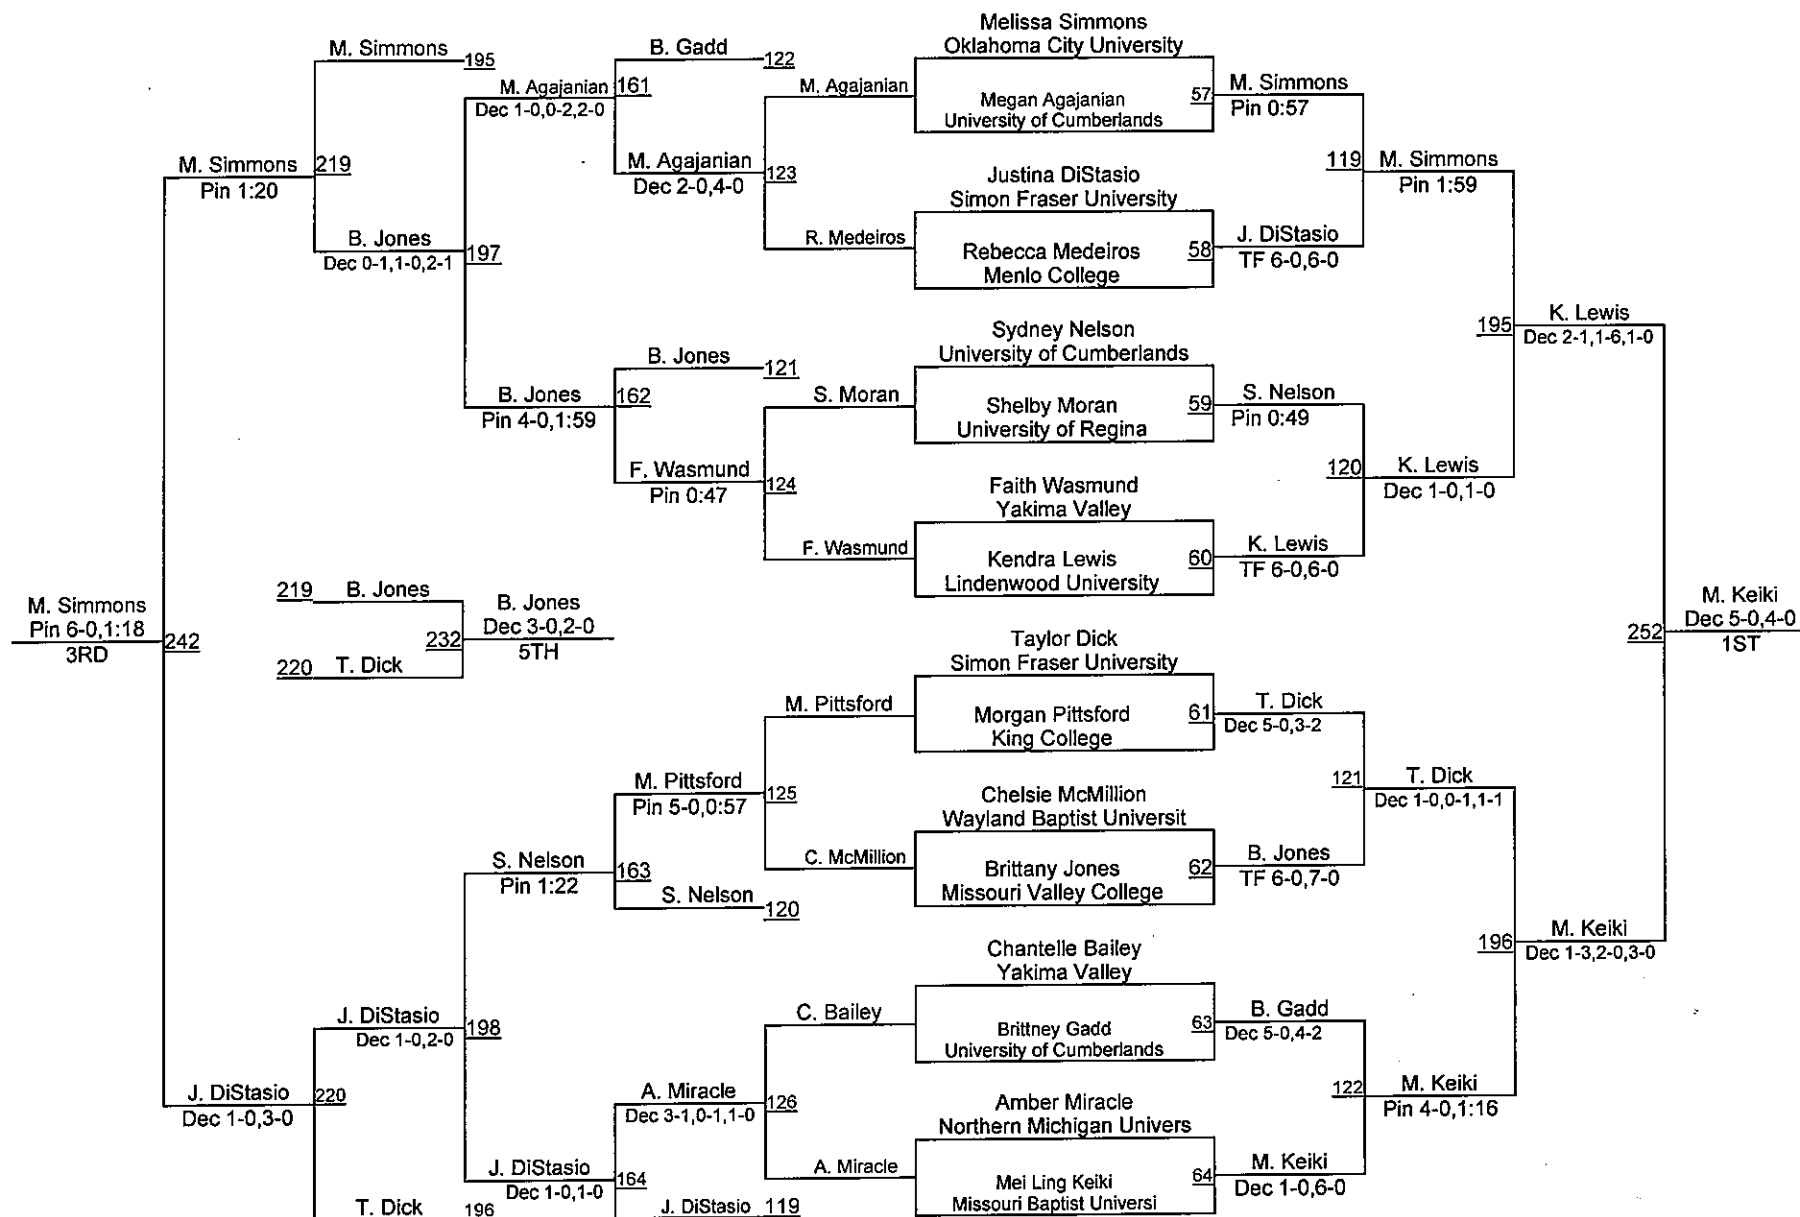 Melissa Simmons
Oklahoma City University
M. Simmons
195
B. Gadd
122
M. Agajanian
Dec 1-0,0-2,2-0
161
M. Agajanian
Megan Agajanian
University of Cumberlands
57
M. Simmons
Pin 0:57
M. Simmons
Pin 1:20
219
M. Agajanian
Dec 2-0,4-0
123
Justina DiStasio
Simon Fraser University
119
M. Simmons
Pin 1:59
B. Jones
Dec 0-1,1-0,2-1
197
R. Medeiros
Rebecca Medeiros
Menlo College
58
J. DiStasio
TF 6-0,6-0
Sydney Nelson
University of Cumberlands
195
K. Lewis
Dec 2-1,1-6,1-0
B. Jones
121
B. Jones
Pin 4-0,1:59
162
S. Moran
Shelby Moran
University of Regina
59
S. Nelson
Pin 0:49
F. Wasmund
Pin 0:47
124
Faith Wasmund
Yakima Valley
120
K. Lewis
Dec 1-0,1-0
F. Wasmund
Kendra Lewis
Lindenwood University
60
K. Lewis
TF 6-0,6-0
219
B. Jones
M. Simmons
Pin 6-0,1:18
3RD
242
232
B. Jones
Dec 3-0,2-0
5TH
220
T. Dick
Taylor Dick
Simon Fraser University
252
M. Keiki
Dec 5-0,4-0
1ST
M. Pittsford
Morgan Pittsford
King College
61
T. Dick
Dec 5-0,3-2
M. Pittsford
Pin 5-0,0:57
125
Chelsie McMillion
Wayland Baptist Universit
121
T. Dick
Dec 1-0,0-1,1-1
S. Nelson
Pin 1:22
163
C. McMillion
Brittany Jones
Missouri Valley College
62
B. Jones
TF 6-0,7-0
S. Nelson
120
Chantelle Bailey
Yakima Valley
196
M. Keiki
Dec 1-3,2-0,3-0
J. DiStasio
Dec 1-0,2-0
198
C. Bailey
Brittney Gadd
University of Cumberlands
63
B. Gadd
Dec 5-0,4-2
J. DiStasio
Dec 1-0,3-0
220
A. Miracle
Dec 3-1,0-1,1-0
126
Amber Miracle
Northern Michigan Univers
122
M. Keiki
Pin 4-0,1:16
J. DiStasio
Dec 1-0,1-0
164
A. Miracle
Mei Ling Keiki
Missouri Baptist Universi
64
M. Keiki
Dec 1-0,6-0
T. Dick
196
J. DiStasio
119